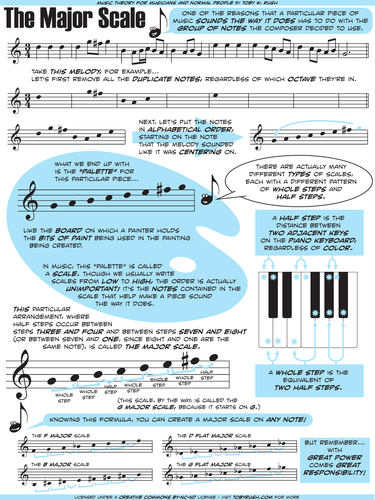 MUSIC THEORY FOR MUSICIANS AND NORMAL PEOPLE BY TOBY W. RUSH
The Major Scale
ONE OF THE REASONS THAT A PARTICULAR PIECE OF
MUSIC SOUNDS THE WAY IT DOES HAS TO DO WITH THE
GROUP OF NOTES THE COMPOSER DECIDED TO USE.
TAKE THIS MELODY, FOR EXAMPLE...
LET'S FIRST REMOVE ALL THE DUPLICATE NOTES, REGARDLESS OF WHICH OCTAVE THEY'RE IN.
NEXT, LET'S PUT THE NOTES
IN ALPHABETICAL ORDER,
STARTING ON THE NOTE
THAT THE MELODY SOUNDED
LIKE IT WAS CENTERING ON.
WHAT WE END UP WITH
IS THE "PALETTE" FOR
THIS PARTICULAR PIECE...
THERE ARE ACTUALLY MANY
DIFFERENT TYPES OF SCALES,
EACH WITH A DIFFERENT PATTERN
OF WHOLE STEPS AND
HALF STEPS.
LIKE THE BOARD ON WHICH A PAINTER HOLDS
THE BITS OF PAINT BEING USED IN THE PAINTING
BEING CREATED.
A HALF STEP IS THE
DISTANCE BETWEEN
TWO ADJACENT KEYS
ON THE PIANO KEYBOARD,
REGARDLESS OF COLOR.
IN MUSIC, THIS "PALETTE" IS CALLED
A SCALE. THOUGH WE USUALLY WRITE
SCALES FROM LOW TO HIGH, THE ORDER IS ACTUALLY
UNIMPORTANT; IT'S THE NOTES CONTAINED IN THE
SCALE THAT HELP MAKE A PIECE SOUND
THE WAY IT DOES.
THIS PARTICULAR
ARRANGEMENT, WHERE
HALF STEPS OCCUR BETWEEN
STEPS THREE AND FOUR AND BETWEEN STEPS SEVEN AND EIGHT
(OR BETWEEN SEVEN AND ONE, SINCE EIGHT AND ONE ARE THE
SAME NOTE), IS CALLED THE MAJOR SCALE.
A WHOLE STEP IS THE
EQUIVALENT OF
TWO HALF STEPS.
WHOLE STEP
WHOLE STEP
HALF STEP
WHOLE STEP
WHOLE STEP
WHOLE STEP
HALF STEP
(THIS SCALE, BY THE WAY, IS CALLED THE
G MAJOR SCALE, BECAUSE IT STARTS ON G.)
KNOWING THIS FORMULA, YOU CAN CREATE A MAJOR SCALE ON ANY NOTE!
THE F MAJOR SCALE
THE D FLAT MAJOR SCALE
THE B MAJOR SCALE
THE G FLAT MAJOR SCALE
BUT REMEMBER...
WITH
GREAT POWER
COMES GREAT
RESPONSIBILITY!
LICENSED UNDER A CREATIVE COMMONS BY-NC-ND LICENSE - VISIT TOBYRUSH.COM FOR MORE